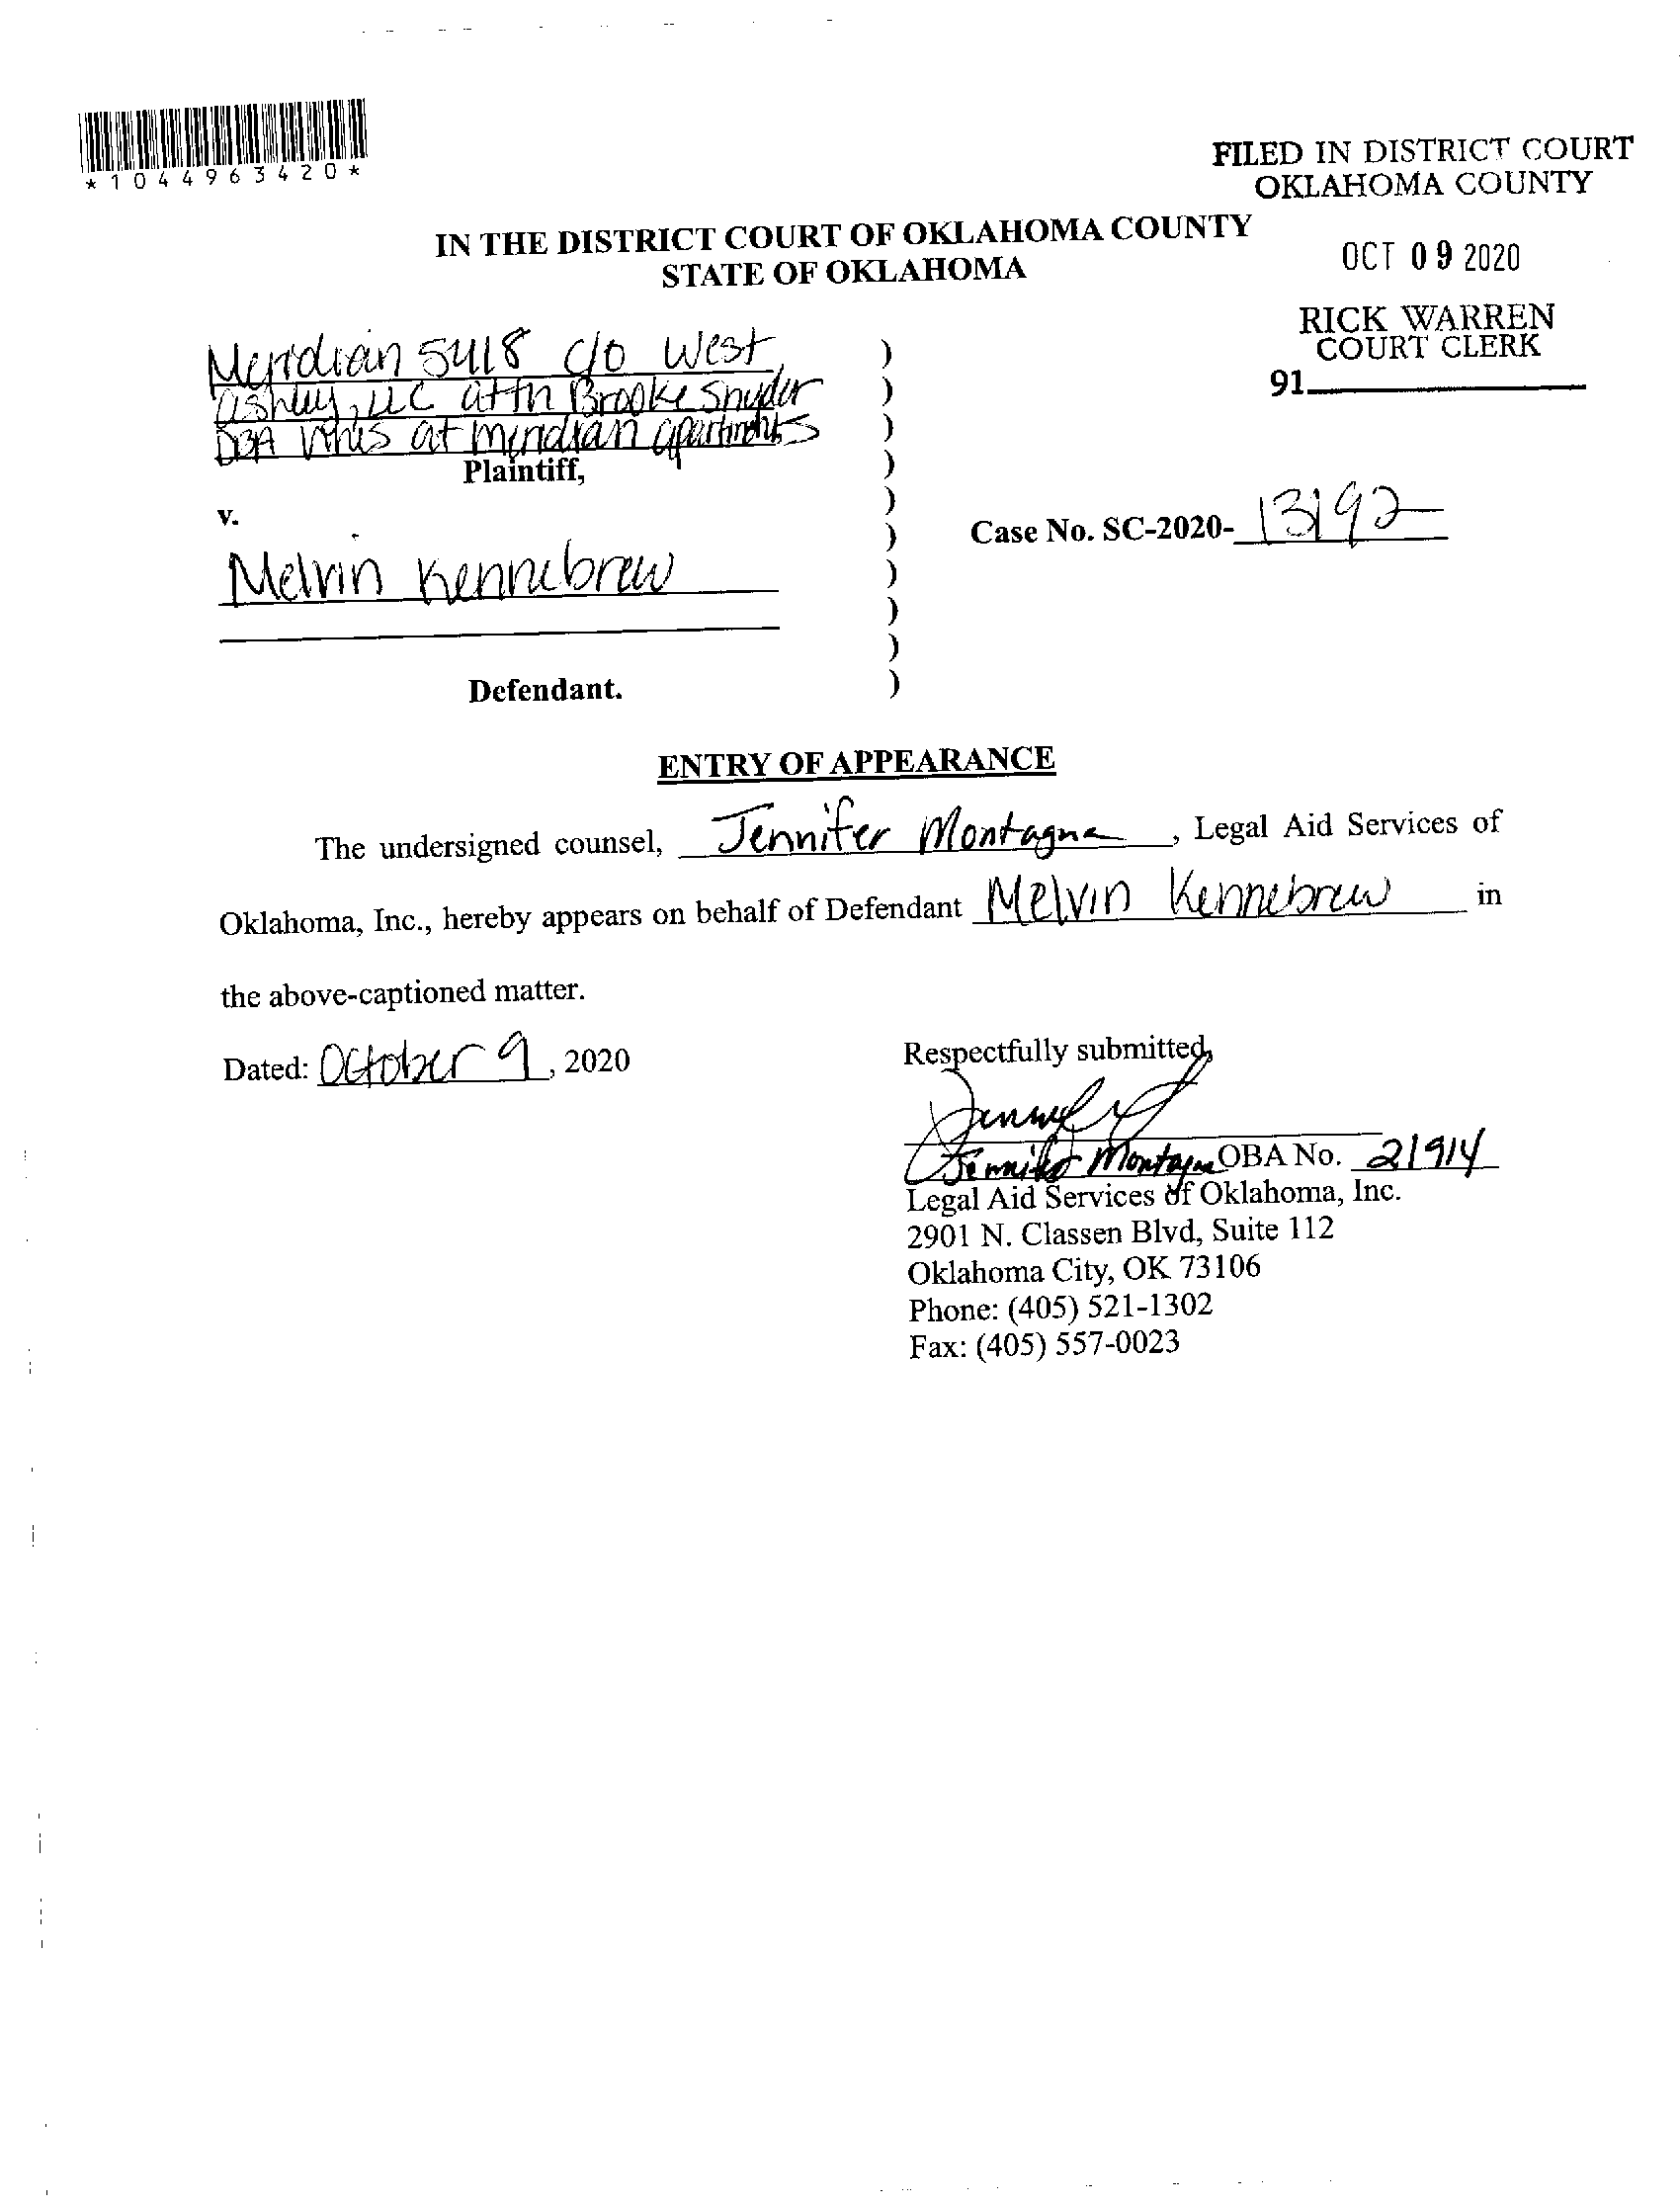 *1044963420*
FILED IN DISTRICT COURT
OKLAHOMA COUNTY
IN THE DISTRICT COURT OF OKLAHOMA COUNTY
STATE OF OKLAHOMA
OCT 09 2020
RICK WARREN
COURT CLERK
91
Meridian 5418 c/o West
ashley, LLC attn Brooke Snyder
DBA at meridian apartments
Plaintiff,
v.
Case No. SC-2020- 13192
Melvin Kennebrew
Defendant.
)
)
)
)
)
)
)
)
)
)
ENTRY OF APPEARANCE
The undersigned counsel, Jennifer Montagna, Legal Aid Services of
Oklahoma, Inc., hereby appears on behalf of Defendant Melvin Kennebrew in
the above-captioned matter.
Dated: October 9, 2020
Respectfully submitted,
Jennifer Montagna OBA No. 21914
Legal Aid Services of Oklahoma, Inc.
2901 N. Classen Blvd, Suite 112
Oklahoma City, OK 73106
Phone: (405) 521-1302
Fax: (405) 557-0023